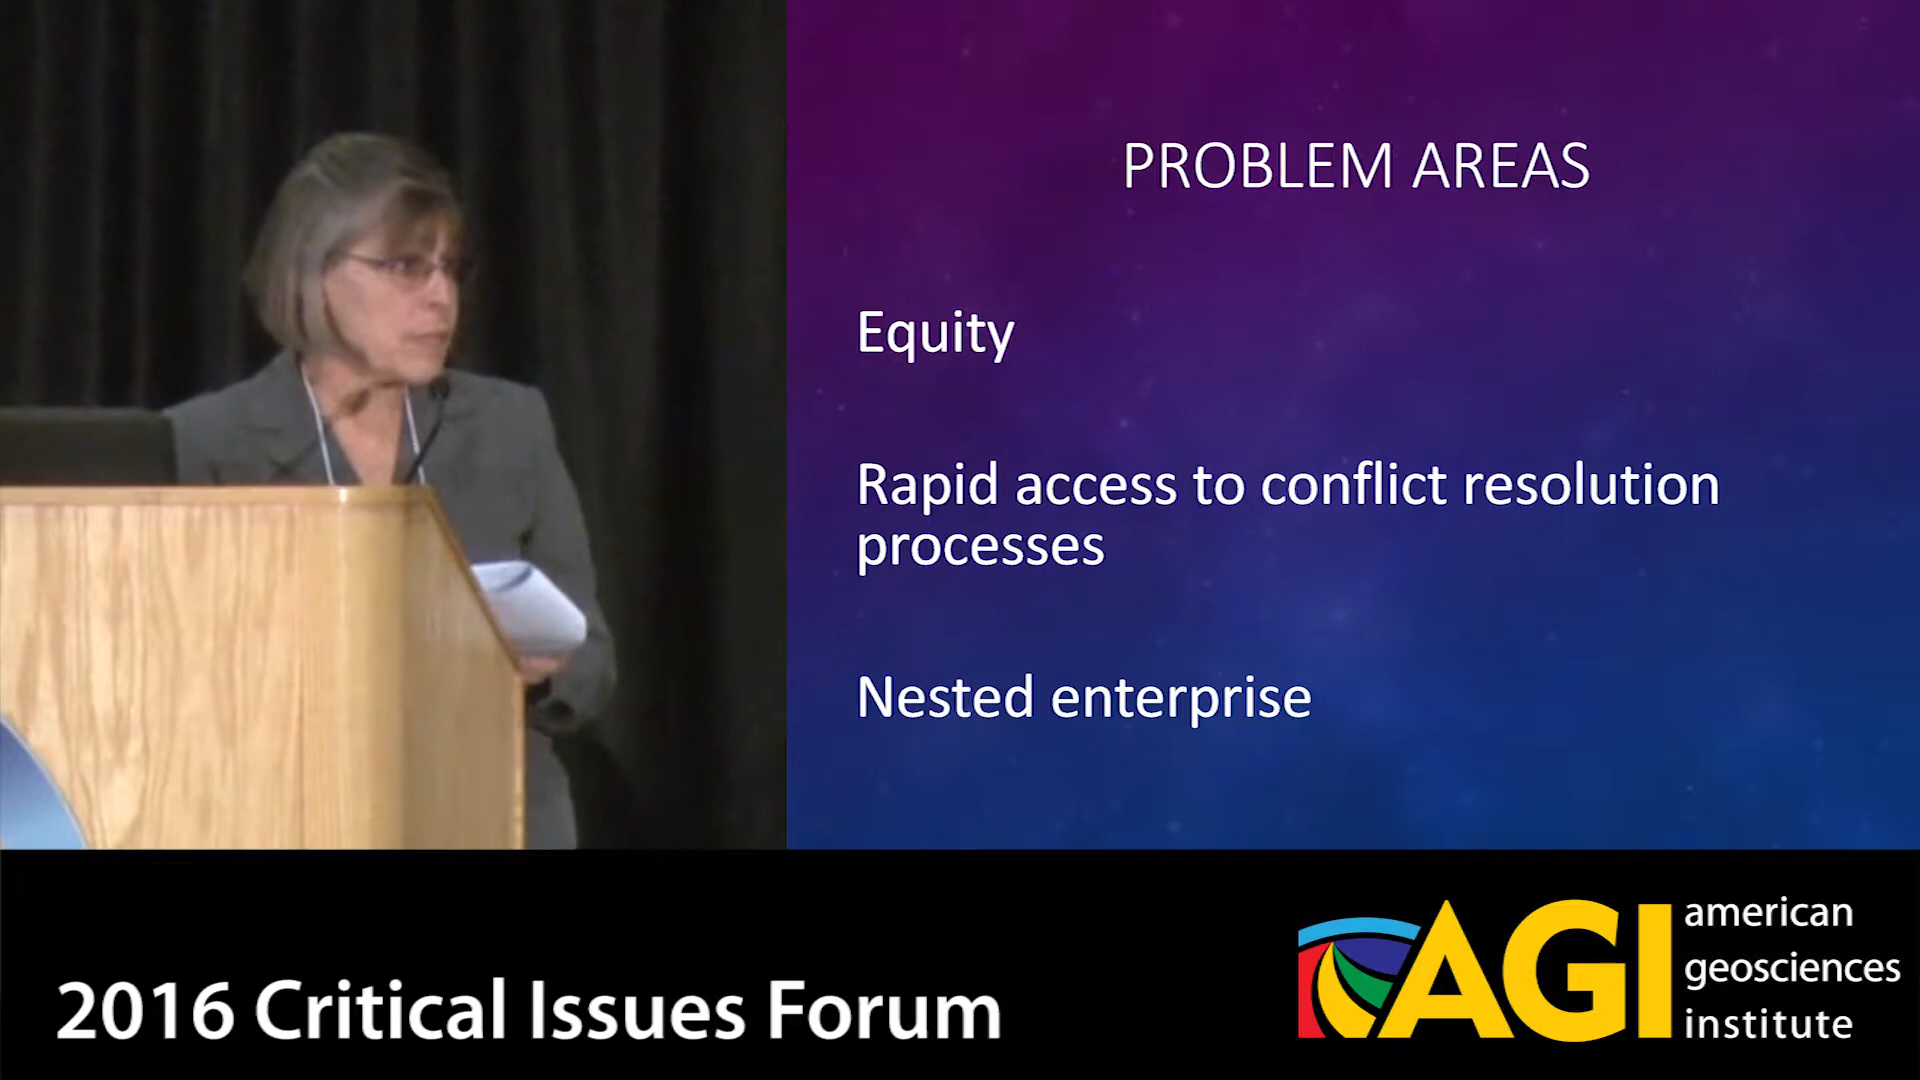 PROBLEM AREAS
Equity
Rapid access to conflict resolution
processes
Nested enterprise
2016 Critical Issues Forum
AGI
american
geosciences
institute